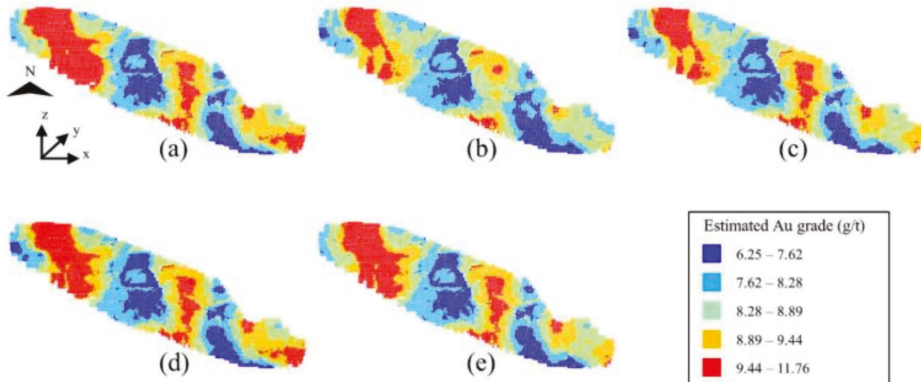 N
z
y
x
(a)
(b)
(c)
(d)
(e)
Estimated Au grade (g/t)
6.25 – 7.62
7.62 – 8.28
8.28 – 8.89
8.89 – 9.44
9.44 – 11.76